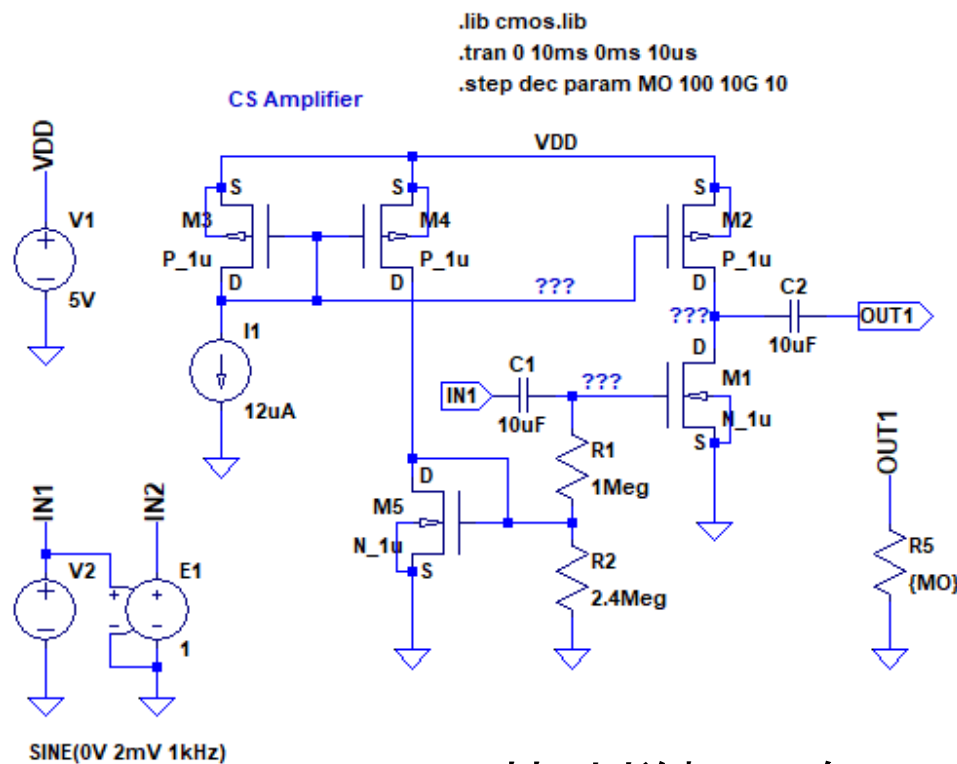 .lib cmos.lib
.tran 0 10ms 0ms 10us
.step dec param MO 100 10G 10
CS Amplifier
VDD
VDD
S
S
S
M3
M4
M2
V1
P_1u
P_1u
P_1u
D
D
D
5V
???
???
C2
OUT1
10uF
I1
12uA
C1
IN1
???
10uF
D
M1
N_1u
S
R1
1Meg
D
M5
N_1u
S
R2
2.4Meg
OUT1
R5
{MO}
IN1
IN2
V2
E1
1
SINE(0V 2mV 1kHz)